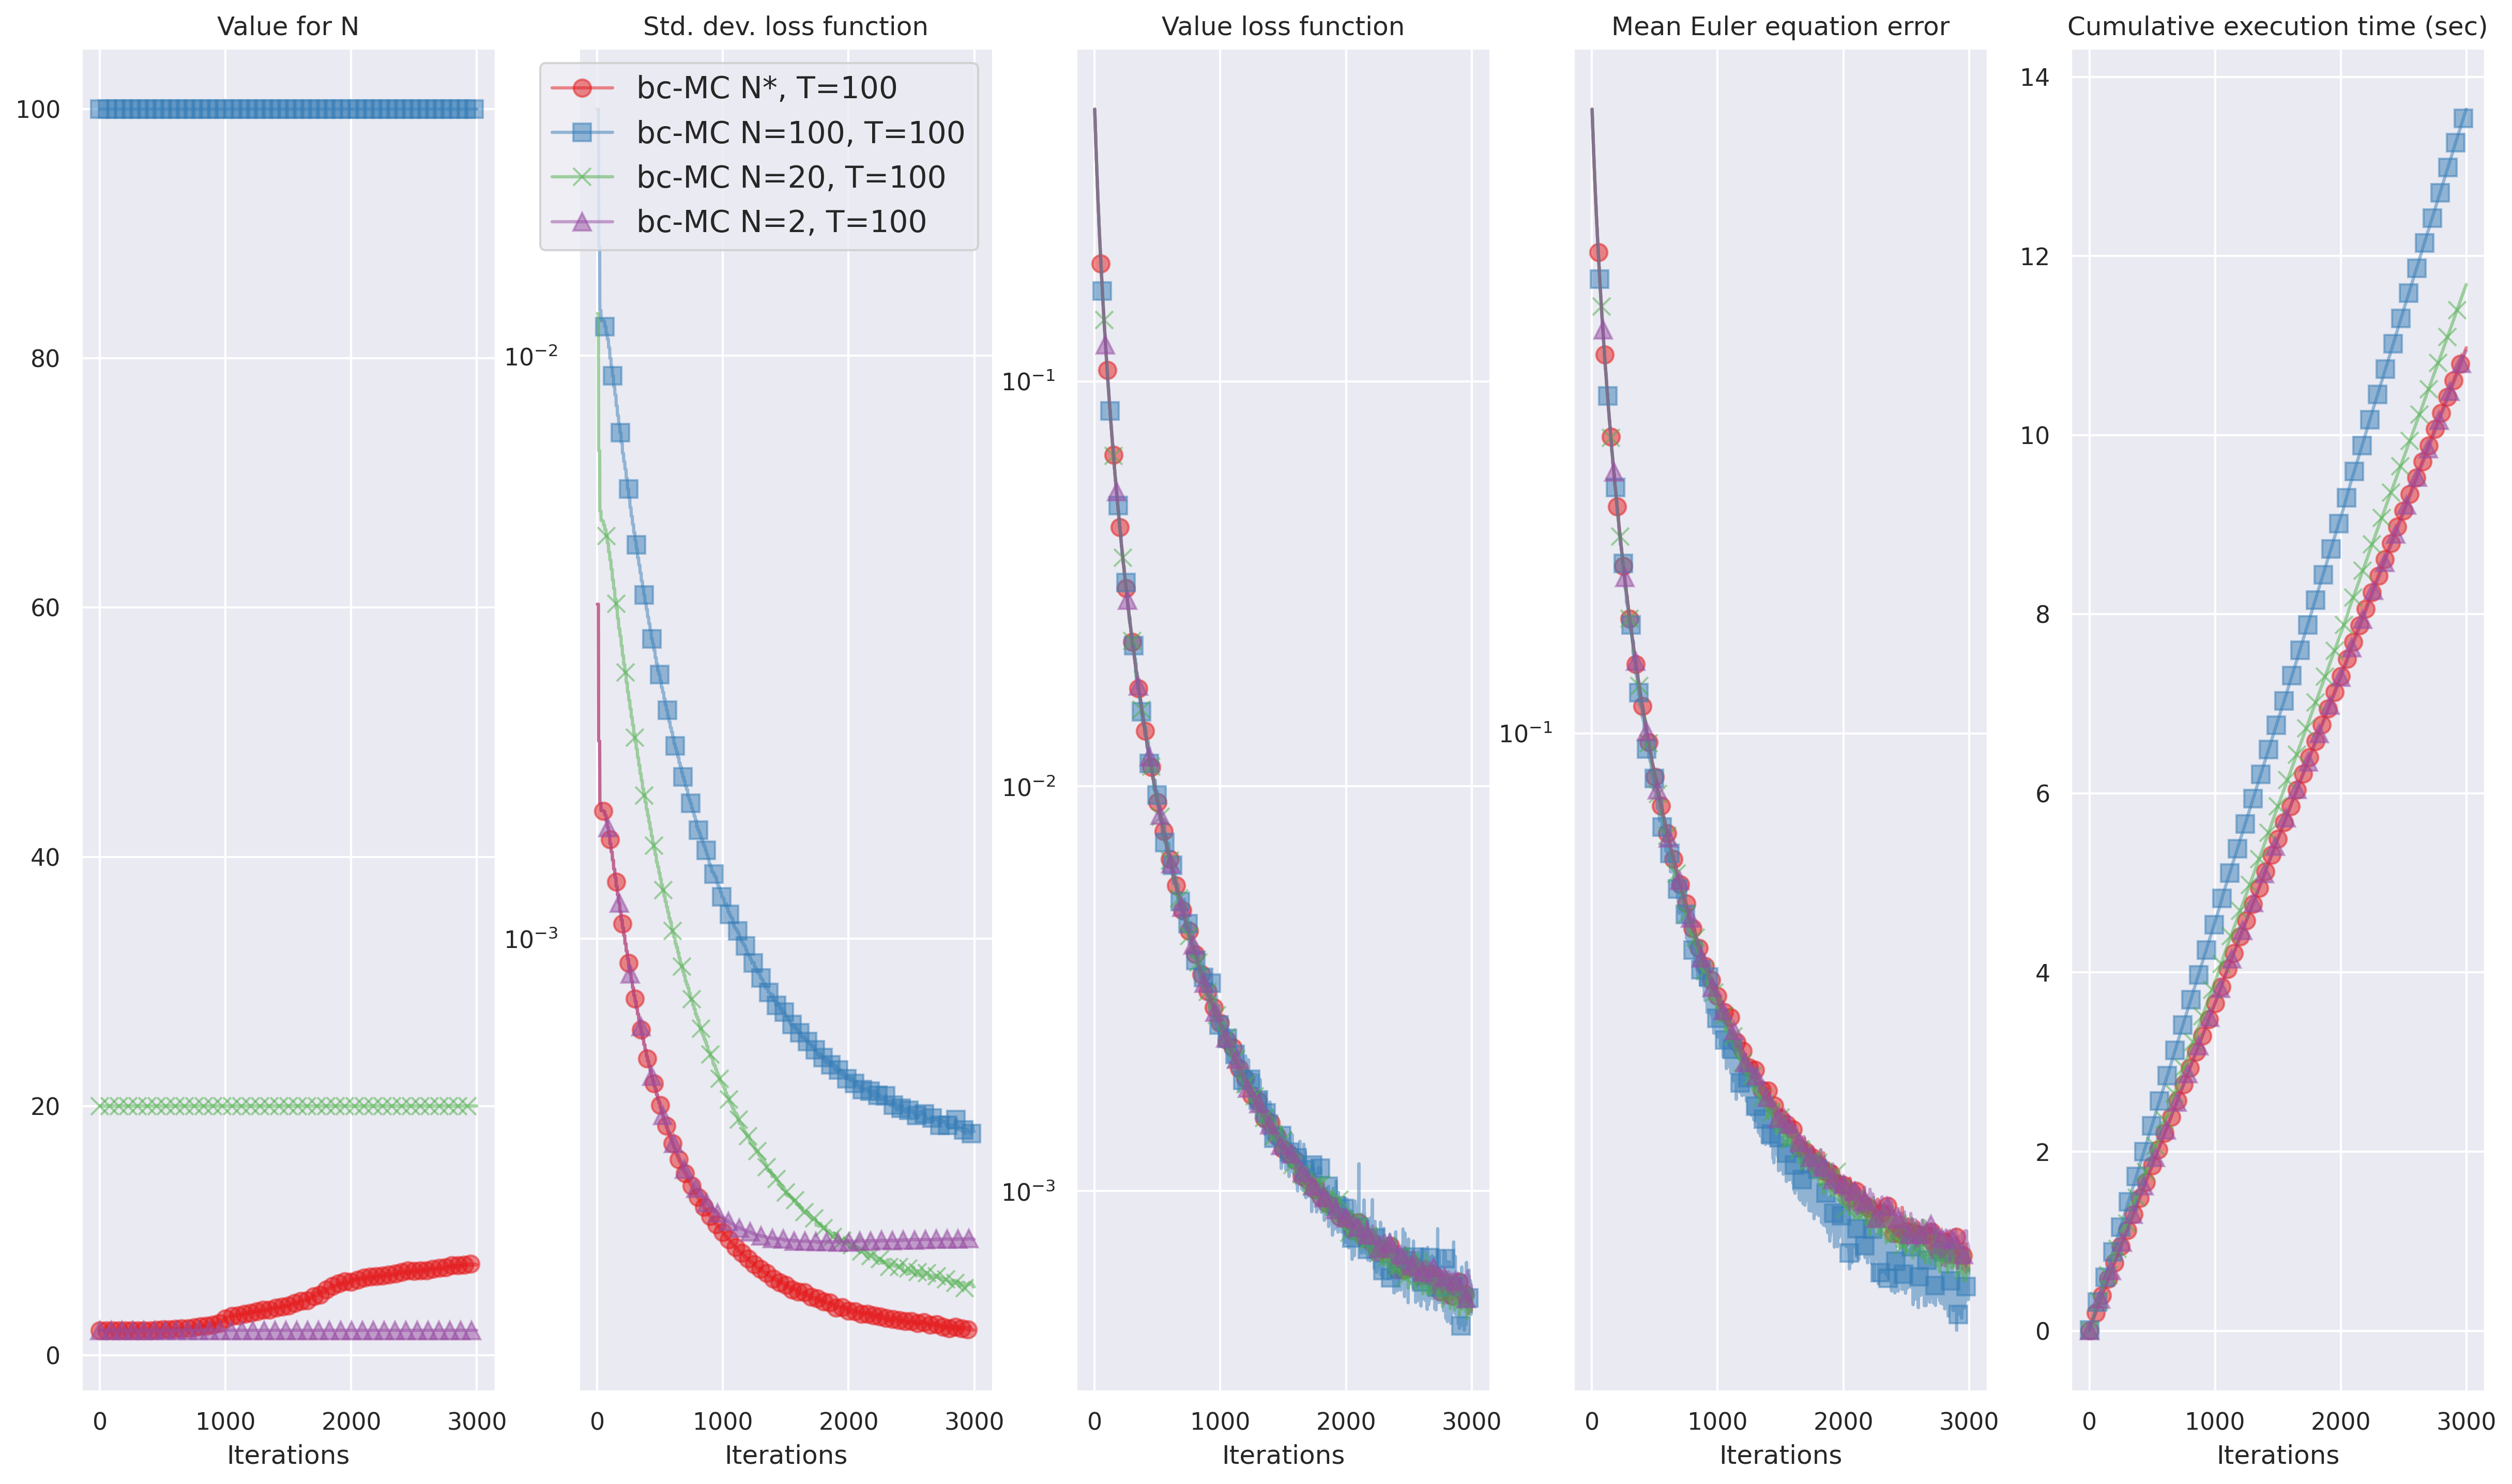 Value for N
Std. dev. loss function
Value loss function
Mean Euler equation error
Cumulative execution time (sec)
bc-MC N*, T=100
bc-MC N=100, T=100
bc-MC N=20, T=100
bc-MC N=2, T=100
100
80
60
40
20
0
0 1000 2000 3000
Iterations
10⁻²
10⁻³
0 1000 2000 3000
Iterations
10⁻¹
10⁻²
10⁻³
0 1000 2000 3000
Iterations
10⁻¹
0 1000 2000 3000
Iterations
14
12
10
8
6
4
2
0
0 1000 2000 3000
Iterations